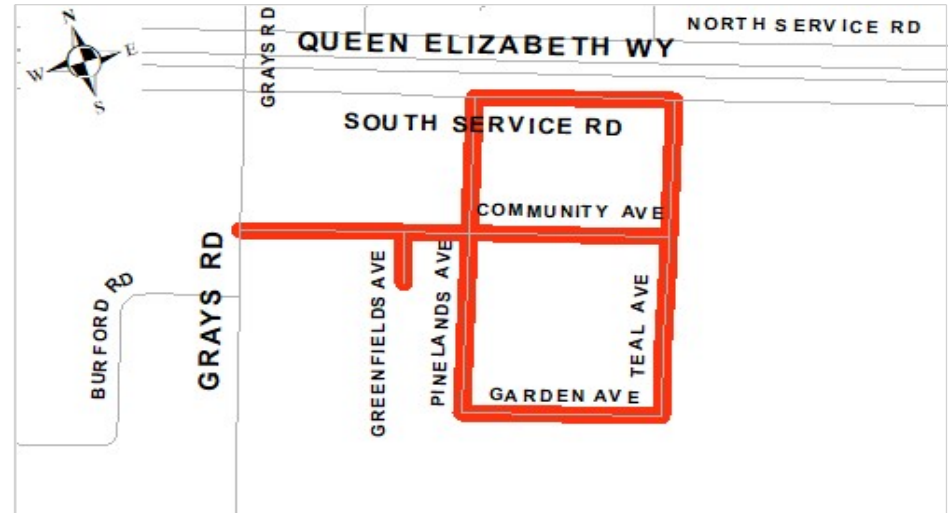 N
E
W
S
GRAYS RD
NORTH SERVICE RD
QUEEN ELIZABETH WY
SOUTH SERVICE RD
COMMUNITY AVE
GRAYS RD
BURFORD RD
GREENFIELDS AVE
PINELANDS AVE
TEAL AVE
GARDEN AVE